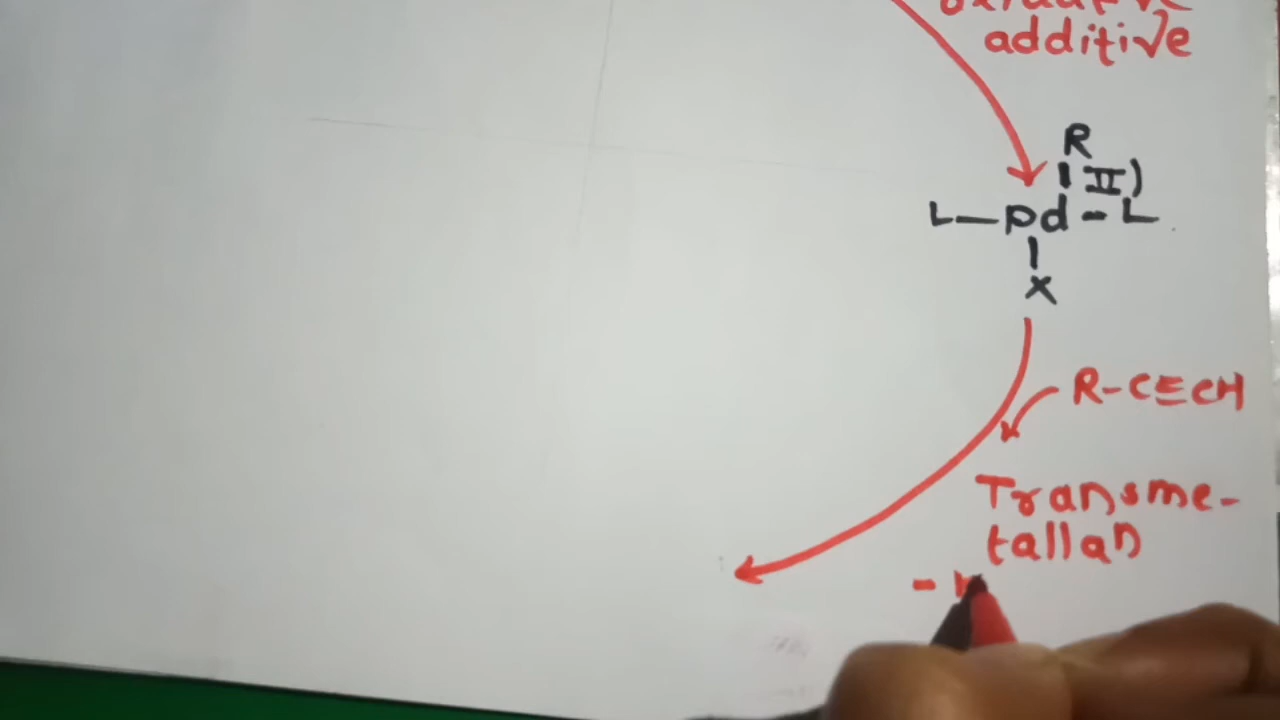 additive
R
II)
L-Pd-L
X
R-C≡CH
Transme-
tallan